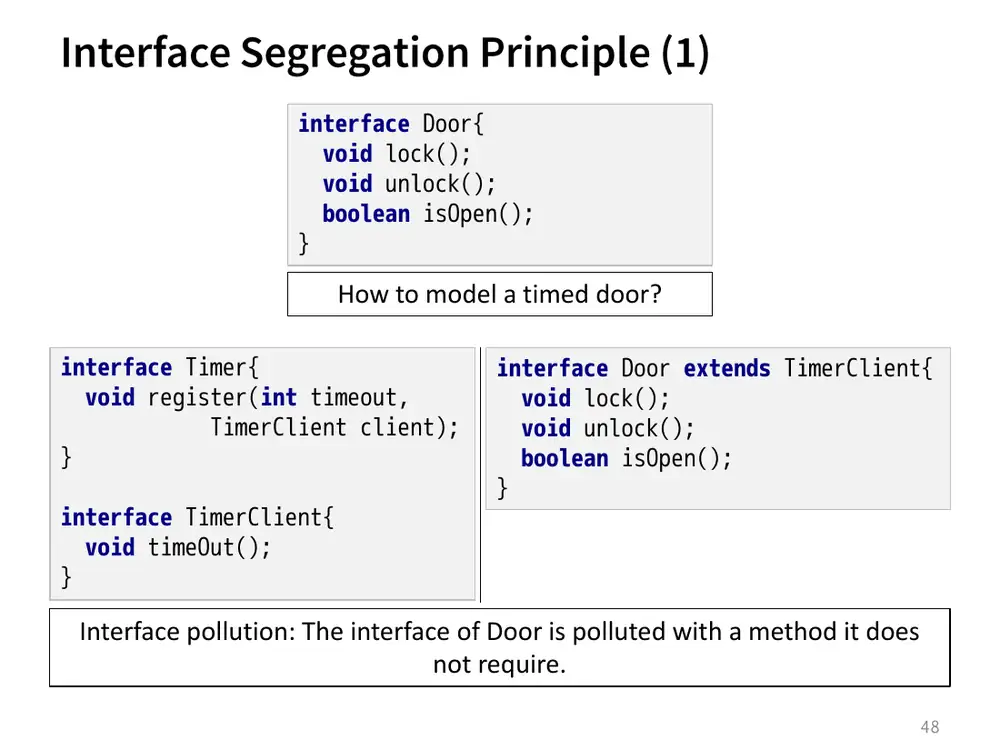 Interface Segregation Principle (1)
interface Door{
  void lock();
  void unlock();
  boolean isOpen();
}
How to model a timed door?
interface Timer{
  void register(int timeout,
            TimerClient client);
}
interface TimerClient{
  void timeOut();
}
interface Door extends TimerClient{
  void lock();
  void unlock();
  boolean isOpen();
}
Interface pollution: The interface of Door is polluted with a method it does
not require.
48